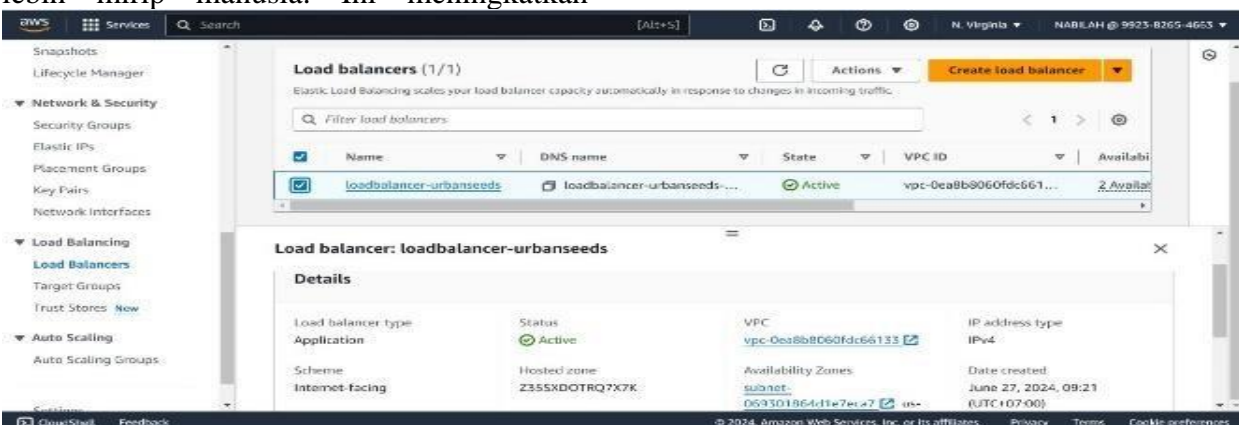 lebih mirip manusia. Ini meningkatkan
aws Services Search [Alt+S] N. Virginia NABILAH @ 9923-8265-4653
Snapshots
Lifecycle Manager
Network & Security
Security Groups
Elastic IPs
Placement Groups
Key Pairs
Network Interfaces
Load Balancing
Load Balancers
Target Groups
Trust Stores New
Auto Scaling
Auto Scaling Groups
Settings
Load balancers (1/1) Actions Create load balancer
Elastic Load Balancing scales your load balancer capacity automatically in response to changes in incoming traffic.
Filter load balancers 1
Name DNS name State VPC ID Availabi
loadbalancer-urbanseeds loadbalancer-urbanseeds-... Active vpc-0ea8b8060fdc661... 2 Availat
Load balancer: loadbalancer-urbanseeds
Details
Load balancer type Status VPC IP address type
Application Active vpc-0ea8b8060fdc66133 IPv4
Scheme Hosted zone Availability Zones Date created
Internet-facing Z35SXDOTRQ7X7K subnet- June 27, 2024, 09:21
069301864d1e7eca7 us- (UTC+07:00)
CloudShell Feedback © 2024, Amazon Web Services, Inc. or its affiliates. Privacy Terms Cookie preferences